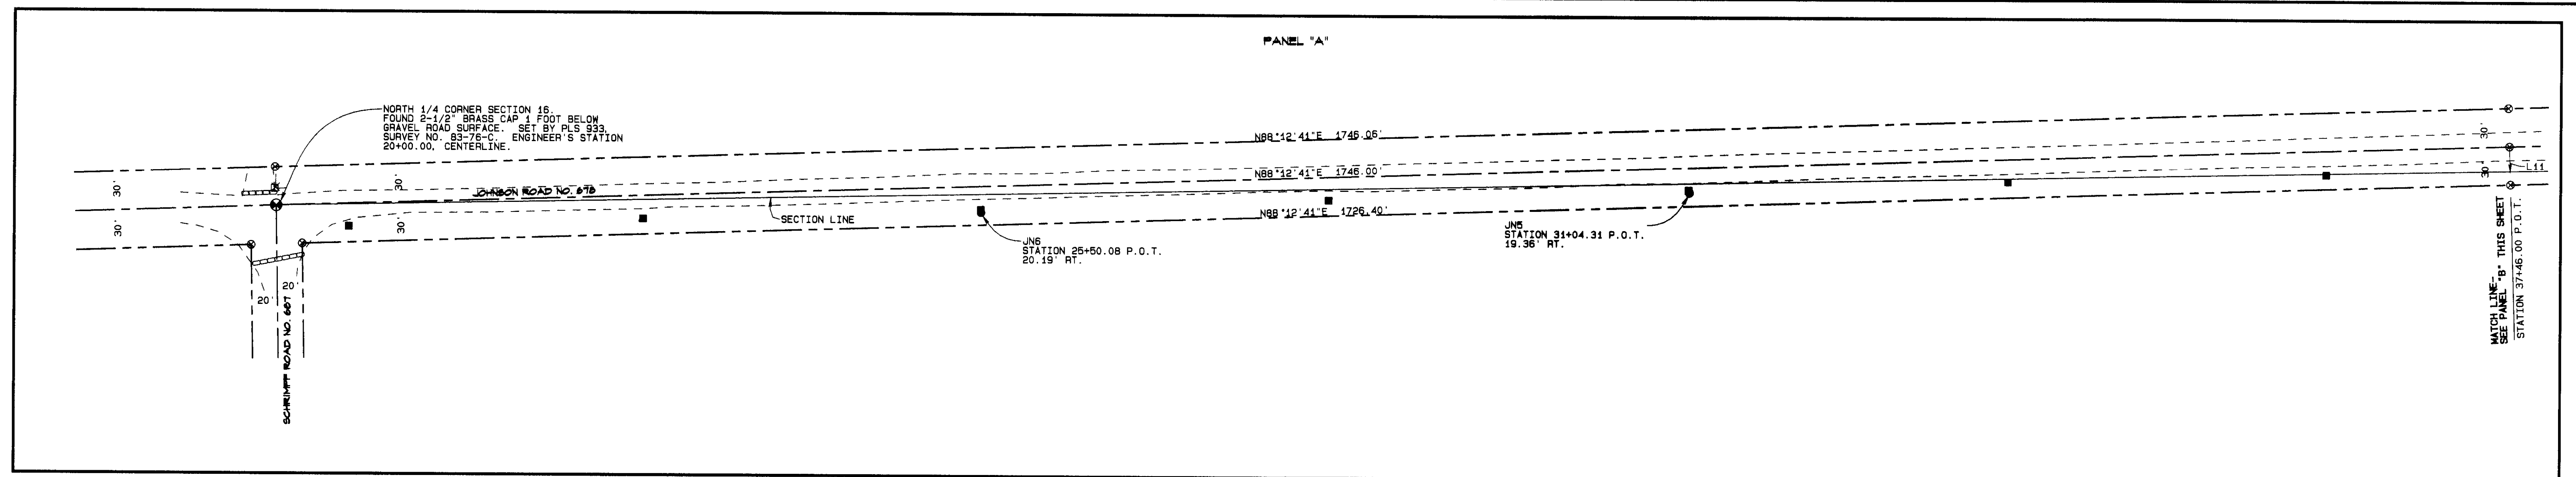 PANEL "A"
NORTH 1/4 CORNER SECTION 16.
FOUND 2-1/2" BRASS CAP 1 FOOT BELOW
GRAVEL ROAD SURFACE. SET BY PLS 933,
SURVEY NO. 83-76-C. ENGINEER'S STATION
20+00.00, CENTERLINE.
N88°12'41"E 1746.06'
30'
30'
30'
N88°12'41"E 1746.00'
JOHNSON ROAD NO. 678
30'
L11
SECTION LINE
N88°12'41"E 1726.40'
30'
30'
JN6
STATION 25+50.08 P.O.T.
20.19' RT.
JN5
STATION 31+04.31 P.O.T.
19.36' RT.
20'
20'
SCHRIMPF ROAD NO. 667
MATCH LINE-
SEE PANEL "B" THIS SHEET
STATION 37+46.00 P.O.T.